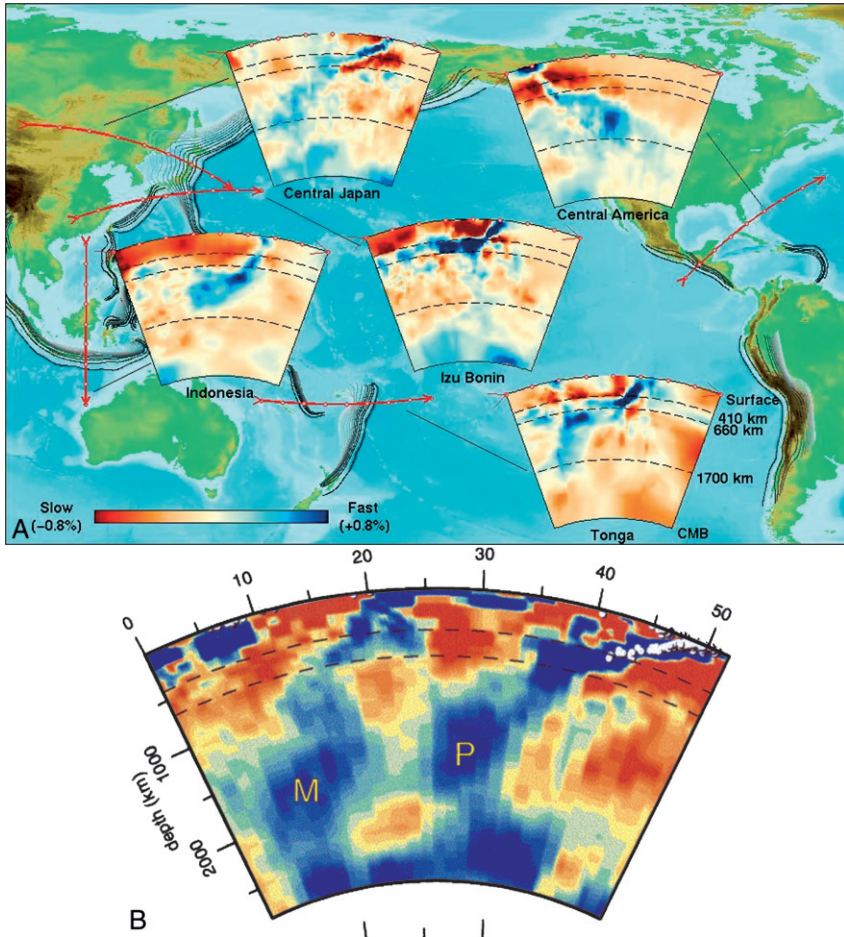 Central Japan
Central America
Indonesia
Izu Bonin
Surface
410 km
660 km
1700 km
Slow
(−0.8%)
Fast
(+0.8%)
A
Tonga
CMB
0
10
20
30
40
50
1000
2000
depth (km)
M
P
B